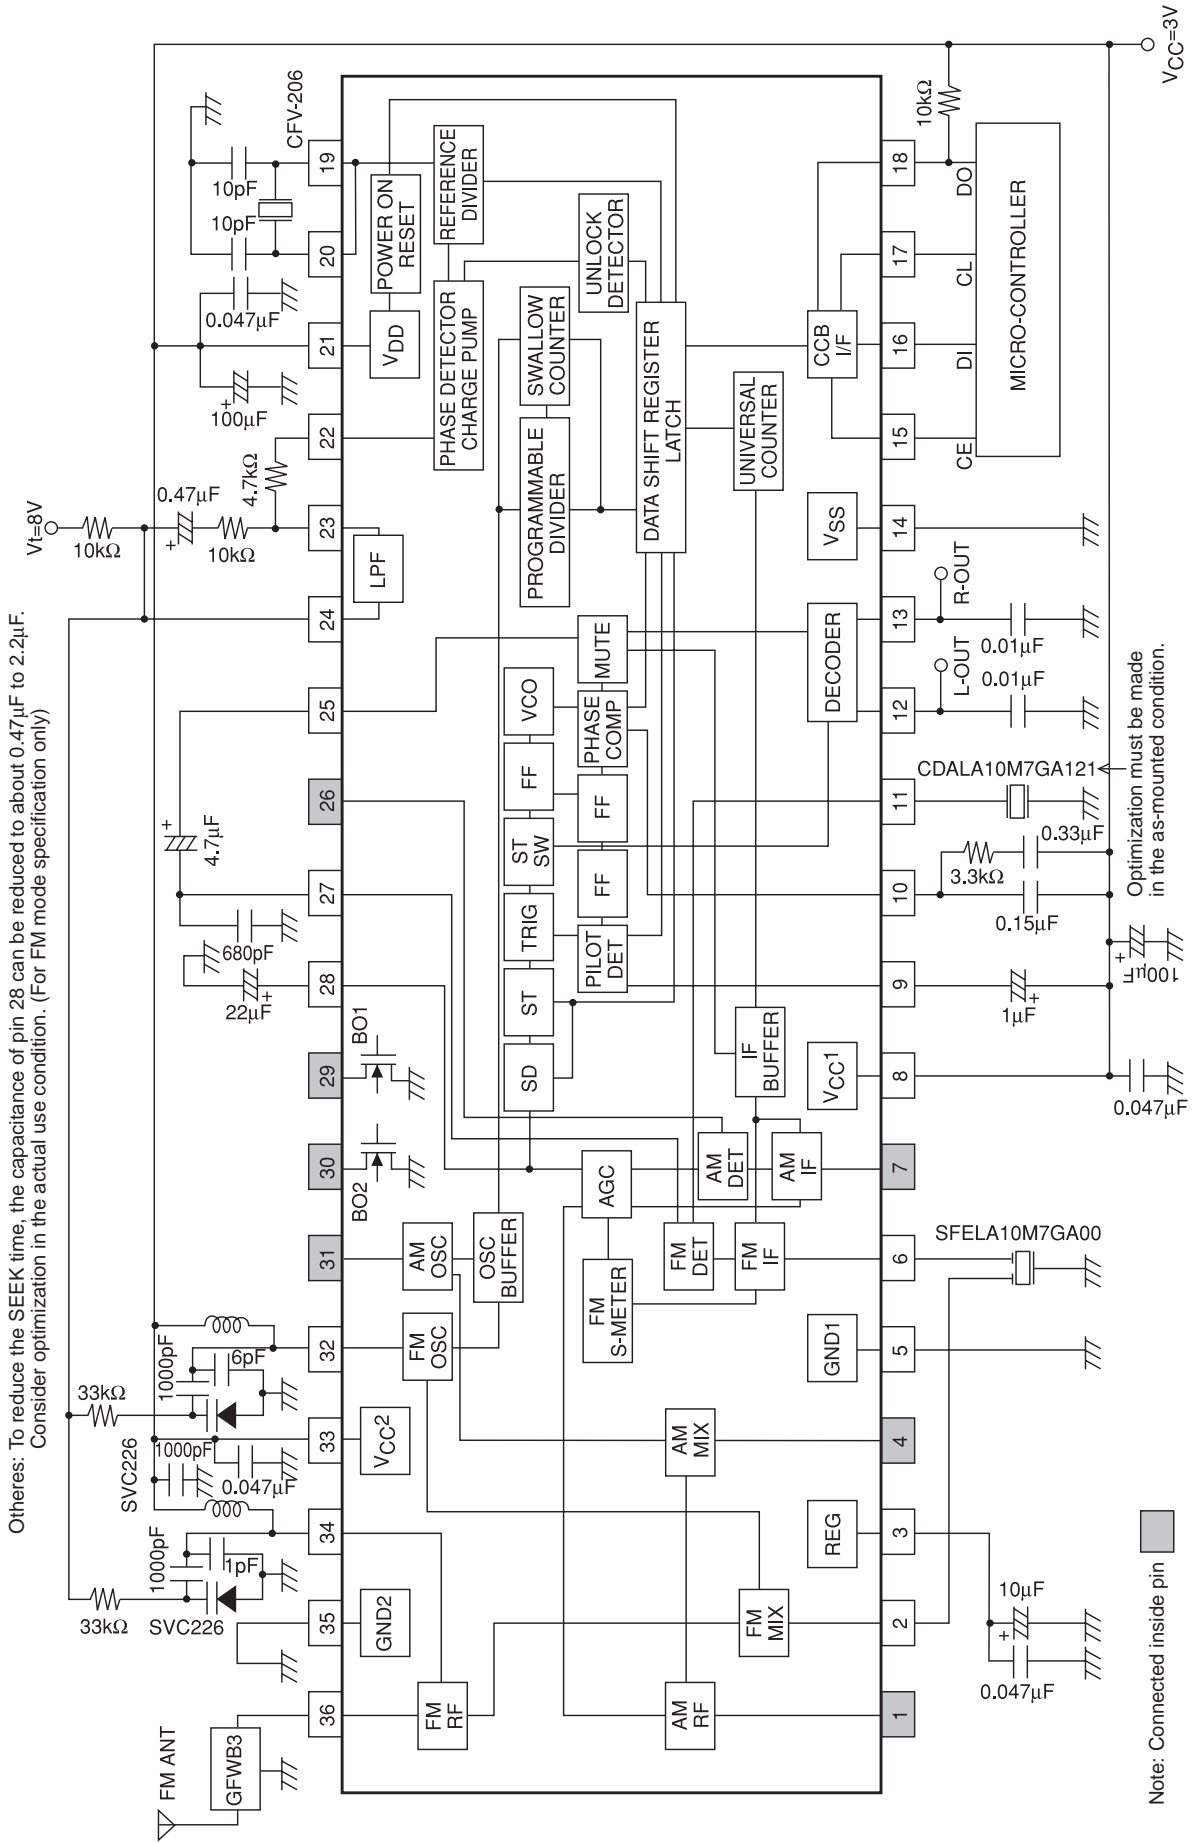 Otheres: To reduce the SEEK time, the capacitance of pin 28 can be reduced to about 0.47µF to 2.2µF.
Consider optimization in the actual use condition. (For FM mode specification only)
FM ANT
GFWB3
33kΩ
SVC226
1000pF
1pF
SVC226
1000pF
0.047µF
33kΩ
1000pF
6pF
22µF
680pF
4.7µF
+
+
Vt=8V
10kΩ
0.47µF
+
10kΩ
4.7kΩ
100µF
+
0.047µF
10pF
10pF
CFV-206
36
35
34
33
32
31
30
29
28
27
26
25
24
23
22
21
20
19
FM RF
GND2
VCC2
FM OSC
AM OSC
BO2
BO1
LPF
VDD
POWER ON RESET
OSC BUFFER
PHASE DETECTOR CHARGE PUMP
REFERENCE DIVIDER
SD
ST
TRIG
ST SW
FF
VCO
PROGRAMMABLE DIVIDER
SWALLOW COUNTER
UNLOCK DETECTOR
FM S-METER
AGC
PILOT DET
FF
FF
PHASE COMP
MUTE
DATA SHIFT REGISTER LATCH
AM RF
AM MIX
FM DET
AM DET
FM MIX
FM IF
AM IF
IF BUFFER
UNIVERSAL COUNTER
REG
GND1
VCC1
DECODER
VSS
CCB I/F
1
2
3
4
5
6
7
8
9
10
11
12
13
14
15
16
17
18
0.047µF
10µF
+
SFELA10M7GA00
0.047µF
1µF
+
100µF
+
0.15µF
3.3kΩ
0.33µF
CDALA10M7GA121
Optimization must be made
in the as-mounted condition.
L-OUT
0.01µF
R-OUT
0.01µF
CE
DI
CL
DO
MICRO-CONTROLLER
10kΩ
VCC=3V
Note: Connected inside pin